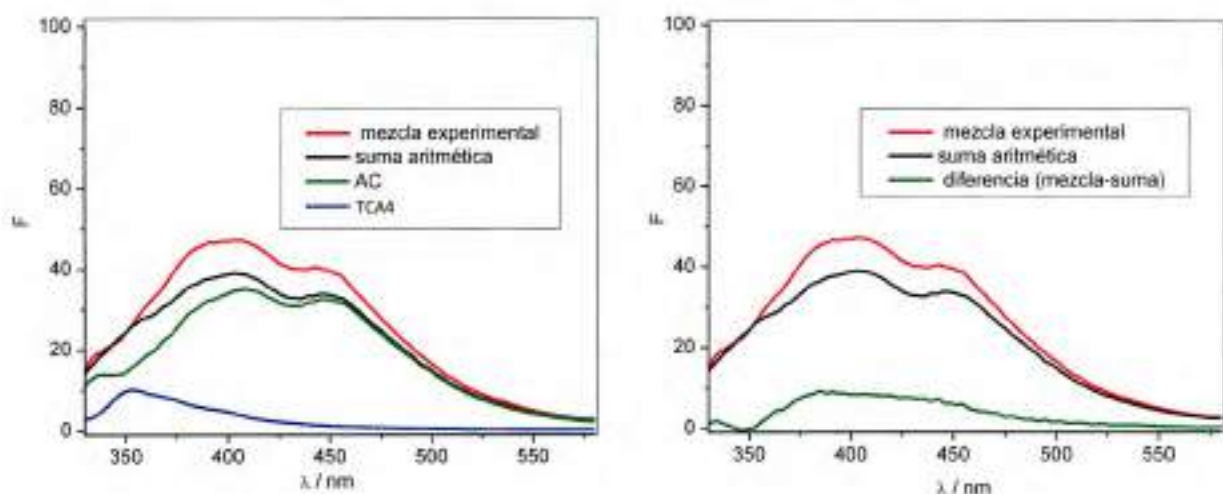 100
80
60
40
20
0
F
mezcla experimental
suma aritmética
AC
TCA4
350
400
450
500
550
λ / nm
100
80
60
40
20
0
F
mezcla experimental
suma aritmética
diferencia (mezcla-suma)
350
400
450
500
550
λ / nm